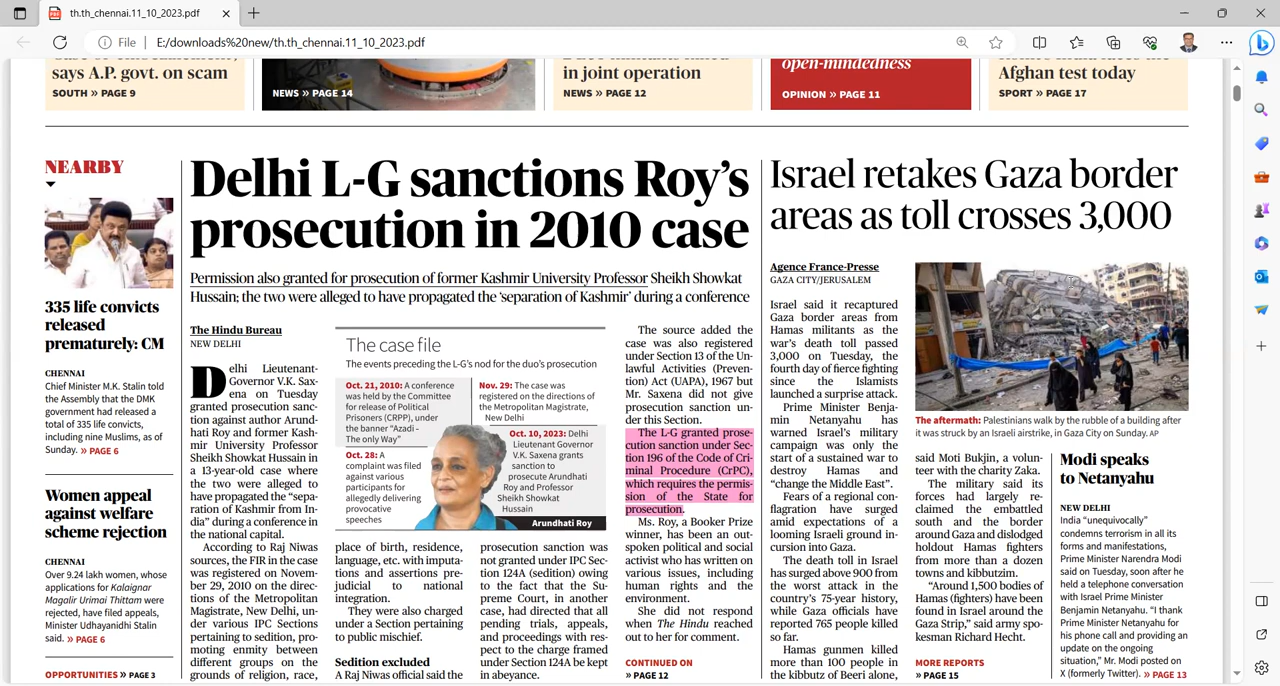 th.th_chennai.11_10_2023.pdf
File
E:/downloads%20new/th.th_chennai.11_10_2023.pdf
says A.P. govt. on scam
SOUTH » PAGE 9
NEWS » PAGE 14
in joint operation
NEWS » PAGE 12
open-mindedness
OPINION » PAGE 11
Afghan test today
SPORT » PAGE 17
NEARBY
335 life convicts
released
prematurely: CM
CHENNAI
Chief Minister M.K. Stalin told
the Assembly that the DMK
government had released a
total of 335 life convicts,
including nine Muslims, as of
Sunday. » PAGE 6
Women appeal
against welfare
scheme rejection
CHENNAI
Over 9.24 lakh women, whose
applications for Kalaignar
Magalir Urimai Thittam were
rejected, have filed appeals,
Minister Udhayanidhi Stalin
said. » PAGE 6
OPPORTUNITIES » PAGE 3
Delhi L-G sanctions Roy's
prosecution in 2010 case
Permission also granted for prosecution of former Kashmir University Professor Sheikh Showkat
Hussain; the two were alleged to have propagated the 'separation of Kashmir' during a conference
The Hindu Bureau
NEW DELHI
Delhi Lieutenant-
Governor V.K. Sax-
ena on Tuesday
granted prosecution sanc-
tion against author Arund-
hati Roy and former Kash-
mir University Professor
Sheikh Showkat Hussain in
a 13-year-old case where
the two were alleged to
have propagated the "sepa-
ration of Kashmir from In-
dia" during a conference in
the national capital.
According to Raj Niwas
sources, the FIR in the case
was registered on Novem-
ber 29, 2010 on the direc-
tions of the Metropolitan
Magistrate, New Delhi, un-
der various IPC Sections
pertaining to sedition, pro-
moting enmity between
different groups on the
grounds of religion, race,
The case file
The events preceding the L-G's nod for the duo's prosecution
Oct. 21, 2010: A conference
was held by the Committee
for release of Political
Prisoners (CRPP), under
the banner "Azadi -
The only Way"
Oct. 28: A
complaint was filed
against various
participants for
allegedly delivering
provocative
speeches
Nov. 29: The case was
registered on the directions of
the Metropolitan Magistrate,
New Delhi
Oct. 10, 2023: Delhi
Lieutenant Governor
V.K. Saxena grants
sanction to
prosecute Arundhati
Roy and Professor
Sheikh Showkat
Hussain
Arundhati Roy
place of birth, residence,
language, etc. with imputa-
tions and assertions pre-
judicial to national
integration.
They were also charged
under a Section pertaining
to public mischief.
Sedition excluded
A Raj Niwas official said the
prosecution sanction was
not granted under IPC Sec-
tion 124A (sedition) owing
to the fact that the Su-
preme Court, in another
case, had directed that all
pending trials, appeals,
and proceedings with res-
pect to the charge framed
under Section 124A be kept
in abeyance.
The source added the
case was also registered
under Section 13 of the Un-
lawful Activities (Preven-
tion) Act (UAPA), 1967 but
Mr. Saxena did not give
prosecution sanction un-
der this Section.
The L-G granted prose-
cution sanction under Sec-
tion 196 of the Code of Cri-
minal Procedure (CrPC),
which requires the permis-
sion of the State for
prosecution.
Ms. Roy, a Booker Prize
winner, has been an out-
spoken political and social
activist who has written on
various issues, including
human rights and the
environment.
She did not respond
when The Hindu reached
out to her for comment.
CONTINUED ON
» PAGE 12
Israel retakes Gaza border
areas as toll crosses 3,000
Agence France-Presse
GAZA CITY/JERUSALEM
Israel said it recaptured
Gaza border areas from
Hamas militants as the
war's death toll passed
3,000 on Tuesday, the
fourth day of fierce fighting
since the Islamists
launched a surprise attack.
Prime Minister Benja-
min Netanyahu has
warned Israel's military
campaign was only the
start of a sustained war to
destroy Hamas and
"change the Middle East".
Fears of a regional con-
flagration have surged
amid expectations of a
looming Israeli ground in-
cursion into Gaza.
The death toll in Israel
has surged above 900 from
the worst attack in the
country's 75-year history,
while Gaza officials have
reported 765 people killed
so far.
Hamas gunmen killed
more than 100 people in
the kibbutz of Beeri alone,
The aftermath: Palestinians walk by the rubble of a building after
it was struck by an Israeli airstrike, in Gaza City on Sunday. AP
said Moti Bukjin, a volun-
teer with the charity Zaka.
The military said its
forces had largely re-
claimed the embattled
south and the border
around Gaza and dislodged
holdout Hamas fighters
from more than a dozen
towns and kibbutzim.
"Around 1,500 bodies of
Hamas (fighters) have been
found in Israel around the
Gaza Strip," said army spo-
kesman Richard Hecht.
MORE REPORTS
» PAGE 15
Modi speaks
to Netanyahu
NEW DELHI
India "unequivocally"
condemns terrorism in all its
forms and manifestations,
Prime Minister Narendra Modi
said on Tuesday, soon after he
held a telephone conversation
with Israel Prime Minister
Benjamin Netanyahu. "I thank
Prime Minister Netanyahu for
his phone call and providing an
update on the ongoing
situation," Mr. Modi posted on
X (formerly Twitter). » PAGE 13